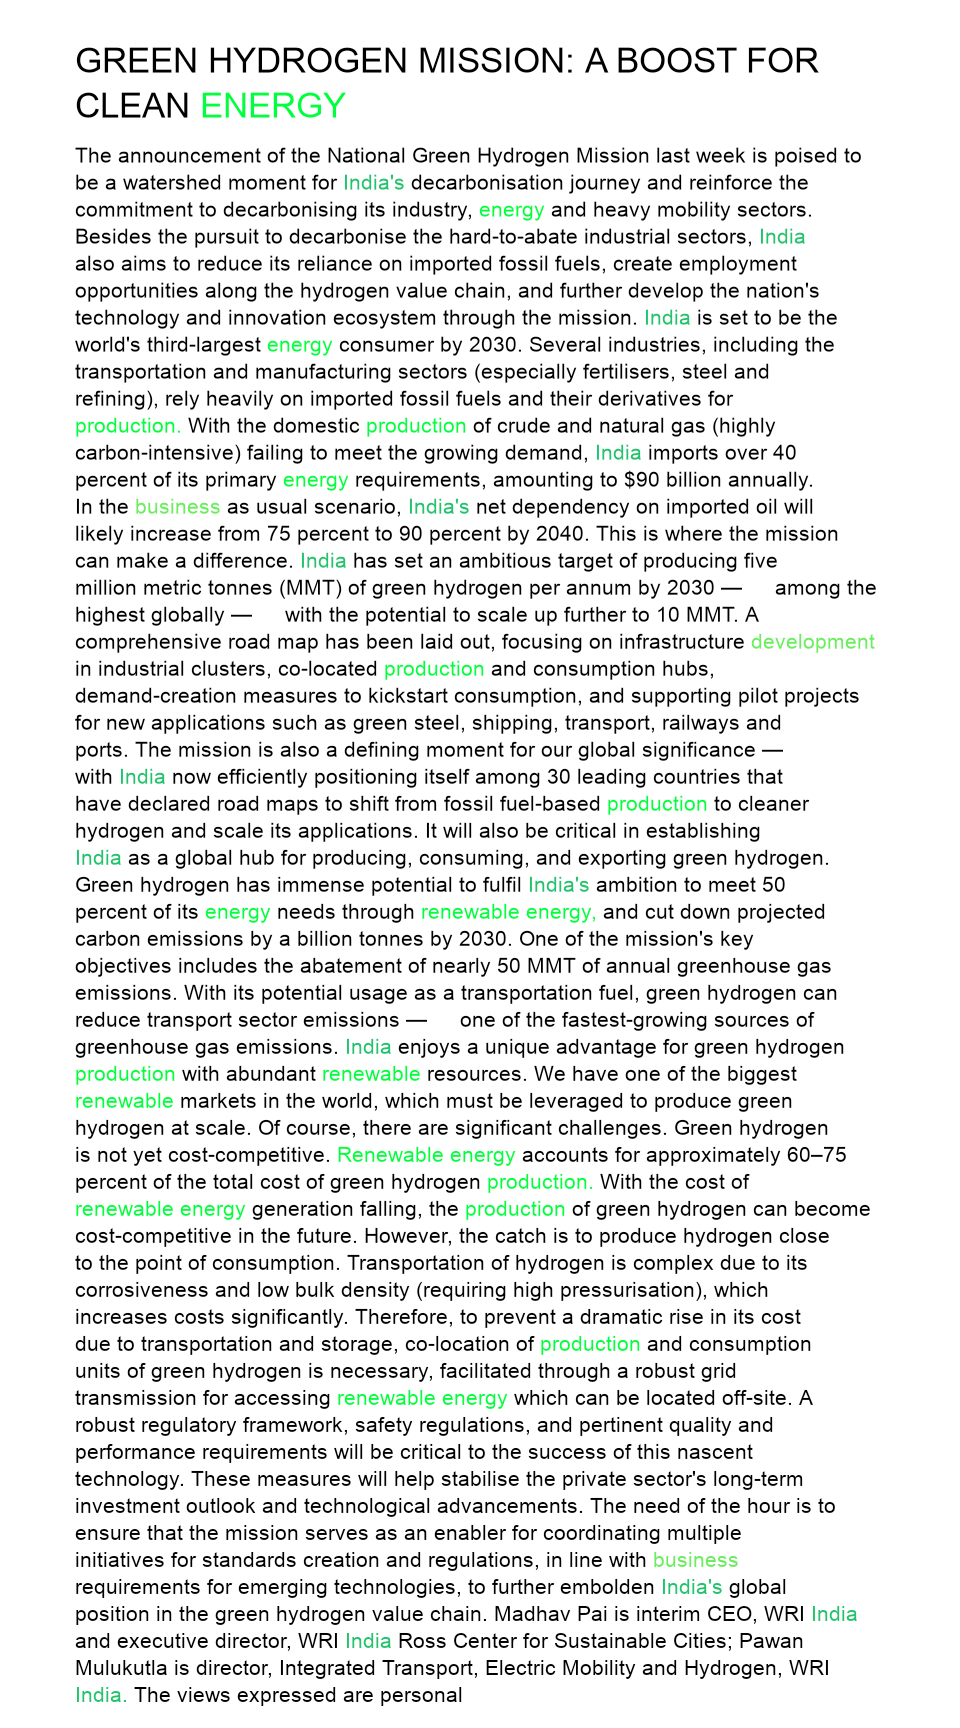 GREEN HYDROGEN MISSION: A BOOST FOR
CLEAN ENERGY
The announcement of the National Green Hydrogen Mission last week is poised to
be a watershed moment for India's decarbonisation journey and reinforce the
commitment to decarbonising its industry, energy and heavy mobility sectors.
Besides the pursuit to decarbonise the hard-to-abate industrial sectors, India
also aims to reduce its reliance on imported fossil fuels, create employment
opportunities along the hydrogen value chain, and further develop the nation's
technology and innovation ecosystem through the mission. India is set to be the
world's third-largest energy consumer by 2030. Several industries, including the
transportation and manufacturing sectors (especially fertilisers, steel and
refining), rely heavily on imported fossil fuels and their derivatives for
production. With the domestic production of crude and natural gas (highly
carbon-intensive) failing to meet the growing demand, India imports over 40
percent of its primary energy requirements, amounting to $90 billion annually.
In the business as usual scenario, India's net dependency on imported oil will
likely increase from 75 percent to 90 percent by 2040. This is where the mission
can make a difference. India has set an ambitious target of producing five
million metric tonnes (MMT) of green hydrogen per annum by 2030 — among the
highest globally — with the potential to scale up further to 10 MMT. A
comprehensive road map has been laid out, focusing on infrastructure development
in industrial clusters, co-located production and consumption hubs,
demand-creation measures to kickstart consumption, and supporting pilot projects
for new applications such as green steel, shipping, transport, railways and
ports. The mission is also a defining moment for our global significance —
with India now efficiently positioning itself among 30 leading countries that
have declared road maps to shift from fossil fuel-based production to cleaner
hydrogen and scale its applications. It will also be critical in establishing
India as a global hub for producing, consuming, and exporting green hydrogen.
Green hydrogen has immense potential to fulfil India's ambition to meet 50
percent of its energy needs through renewable energy, and cut down projected
carbon emissions by a billion tonnes by 2030. One of the mission's key
objectives includes the abatement of nearly 50 MMT of annual greenhouse gas
emissions. With its potential usage as a transportation fuel, green hydrogen can
reduce transport sector emissions — one of the fastest-growing sources of
greenhouse gas emissions. India enjoys a unique advantage for green hydrogen
production with abundant renewable resources. We have one of the biggest
renewable markets in the world, which must be leveraged to produce green
hydrogen at scale. Of course, there are significant challenges. Green hydrogen
is not yet cost-competitive. Renewable energy accounts for approximately 60–75
percent of the total cost of green hydrogen production. With the cost of
renewable energy generation falling, the production of green hydrogen can become
cost-competitive in the future. However, the catch is to produce hydrogen close
to the point of consumption. Transportation of hydrogen is complex due to its
corrosiveness and low bulk density (requiring high pressurisation), which
increases costs significantly. Therefore, to prevent a dramatic rise in its cost
due to transportation and storage, co-location of production and consumption
units of green hydrogen is necessary, facilitated through a robust grid
transmission for accessing renewable energy which can be located off-site. A
robust regulatory framework, safety regulations, and pertinent quality and
performance requirements will be critical to the success of this nascent
technology. These measures will help stabilise the private sector's long-term
investment outlook and technological advancements. The need of the hour is to
ensure that the mission serves as an enabler for coordinating multiple
initiatives for standards creation and regulations, in line with business
requirements for emerging technologies, to further embolden India's global
position in the green hydrogen value chain. Madhav Pai is interim CEO, WRI India
and executive director, WRI India Ross Center for Sustainable Cities; Pawan
Mulukutla is director, Integrated Transport, Electric Mobility and Hydrogen, WRI
India. The views expressed are personal